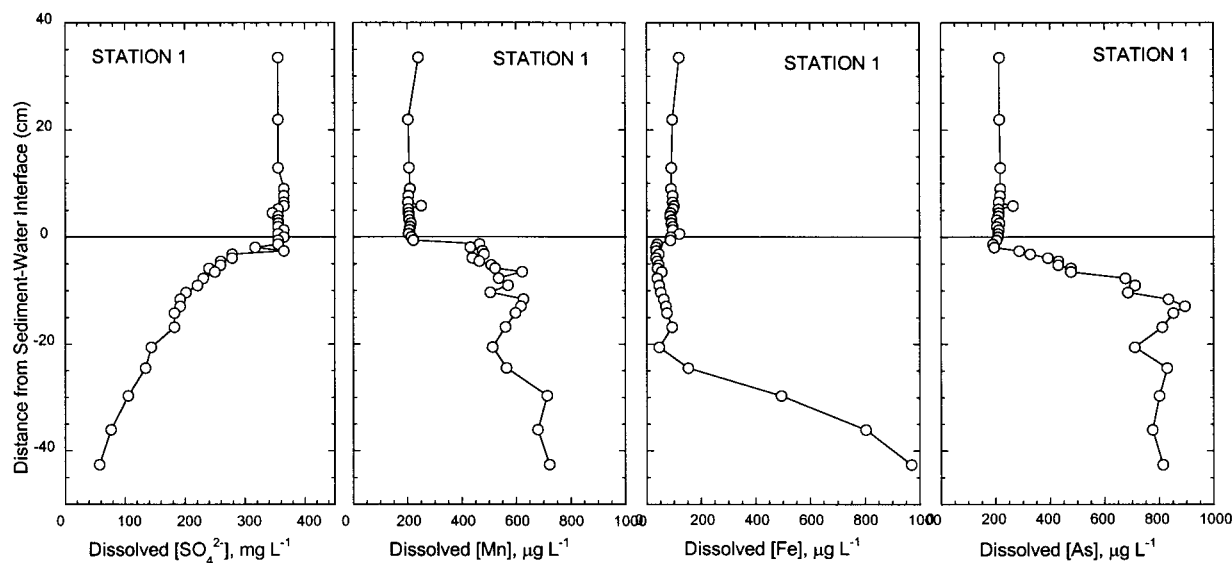 40
20
0
-20
-40
Distance from Sediment-Water Interface (cm)
STATION 1
STATION 1
STATION 1
STATION 1
0 100 200 300 400
0 200 400 600 800 1000
0 200 400 600 800 1000
0 200 400 600 800 1000
Dissolved [SO₄²⁻], mg L⁻¹
Dissolved [Mn], µg L⁻¹
Dissolved [Fe], µg L⁻¹
Dissolved [As], µg L⁻¹